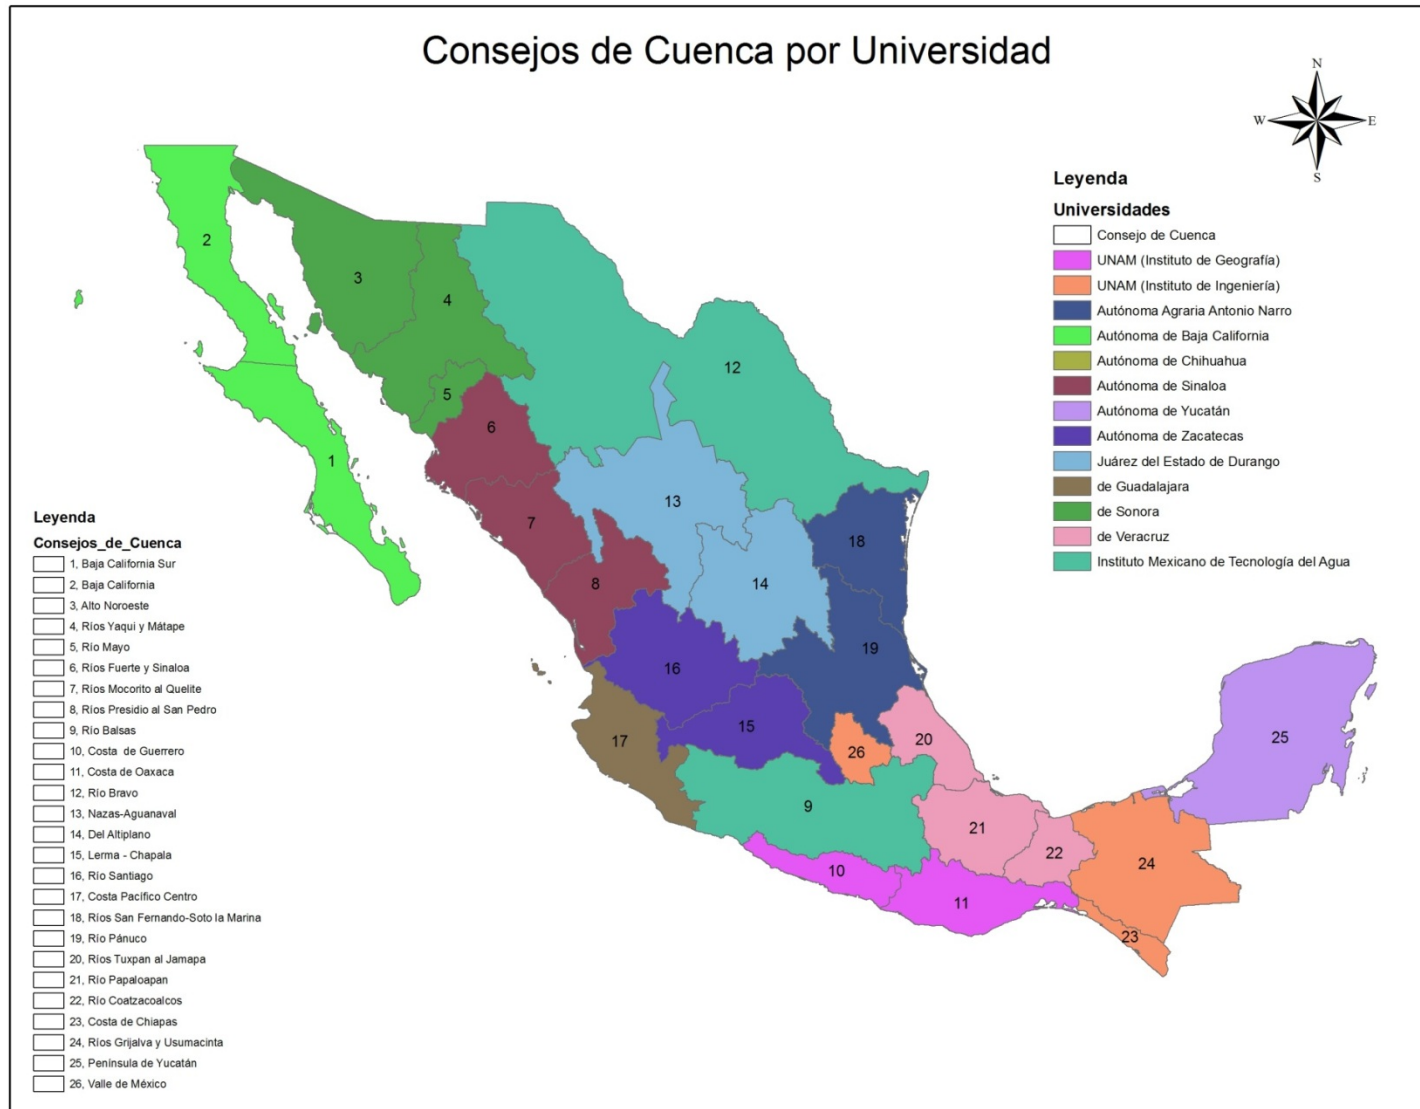 Consejos de Cuenca por Universidad
N
W
E
S
Leyenda
Universidades
Consejo de Cuenca
UNAM (Instituto de Geografía)
UNAM (Instituto de Ingeniería)
Autónoma Agraria Antonio Narro
Autónoma de Baja California
Autónoma de Chihuahua
Autónoma de Sinaloa
Autónoma de Yucatán
Autónoma de Zacatecas
Juárez del Estado de Durango
de Guadalajara
de Sonora
de Veracruz
Instituto Mexicano de Tecnología del Agua
2
3
4
12
5
6
1
13
7
18
8
14
19
16
15
17
20
26
25
9
21
22
24
10
11
23
Leyenda
Consejos_de_Cuenca
1, Baja California Sur
2, Baja California
3, Alto Noroeste
4, Ríos Yaqui y Mátape
5, Río Mayo
6, Ríos Fuerte y Sinaloa
7, Ríos Mocorito al Quelite
8, Ríos Presidio al San Pedro
9, Río Balsas
10, Costa de Guerrero
11, Costa de Oaxaca
12, Río Bravo
13, Nazas-Aguanaval
14, Del Altiplano
15, Lerma - Chapala
16, Río Santiago
17, Costa Pacífico Centro
18, Ríos San Fernando-Soto la Marina
19, Río Pánuco
20, Ríos Tuxpan al Jamapa
21, Río Papaloapan
22, Río Coatzacoalcos
23, Costa de Chiapas
24, Ríos Grijalva y Usumacinta
25, Península de Yucatán
26, Valle de México